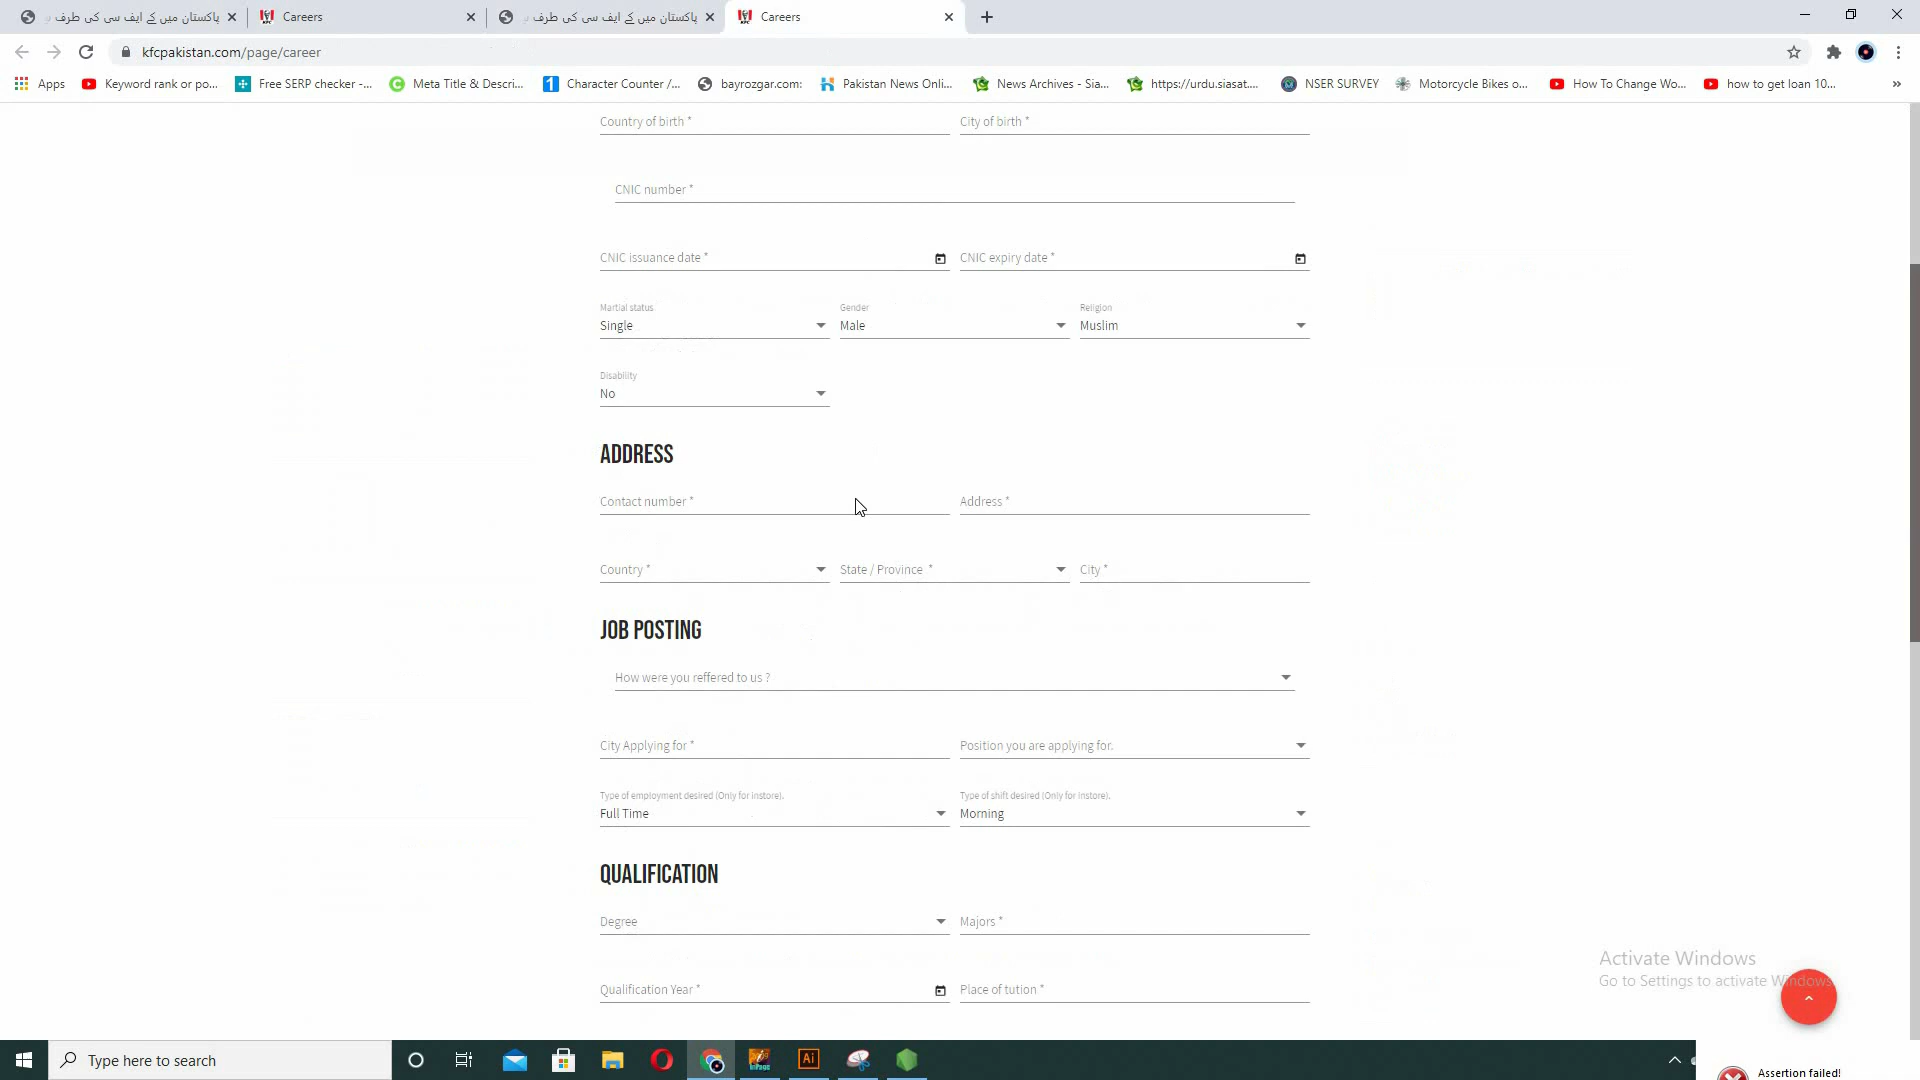 پاکستان میں کے ایف سی کی طرف س
Careers
پاکستان میں کے ایف سی کی طرف س
Careers
kfcpakistan.com/page/career
Apps
Keyword rank or po...
Free SERP checker -...
Meta Title & Descri...
Character Counter /...
bayrozgar.com:
Pakistan News Onli...
News Archives - Sia...
https://urdu.siasat....
NSER SURVEY
Motorcycle Bikes o...
How To Change Wo...
how to get loan 10...
»
Country of birth *
City of birth *
CNIC number *
CNIC issuance date *
CNIC expiry date *
Martial status
Gender
Religion
Single
Male
Muslim
Disability
No
ADDRESS
Contact number *
Address *
Country *
State / Province *
City *
JOB POSTING
How were you reffered to us ?
City Applying for *
Position you are applying for.
Type of employment desired (Only for instore).
Type of shift desired (Only for instore).
Full Time
Morning
QUALIFICATION
Degree
Majors *
Qualification Year *
Place of tution *
Activate Windows
Go to Settings to activate Windows.
Type here to search
Ai
Assertion failed!